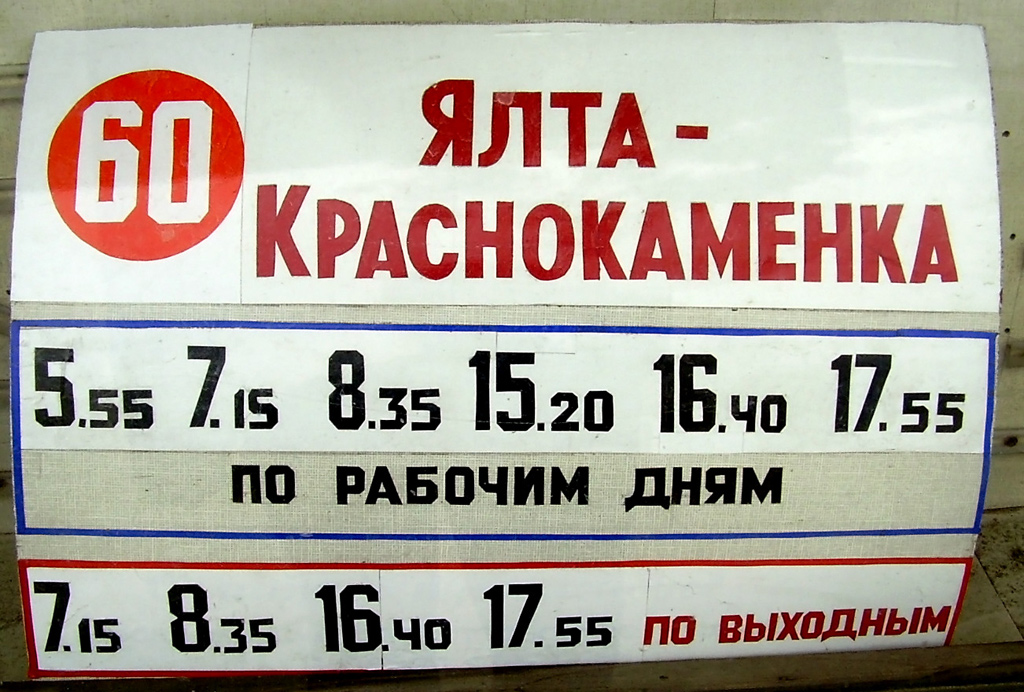 60
ЯЛТА -
КРАСНОКАМЕНКА
5.55 7.15 8.35 15.20 16.40 17.55
ПО РАБОЧИМ ДНЯМ
7.15 8.35 16.40 17.55 ПО ВЫХОДНЫМ